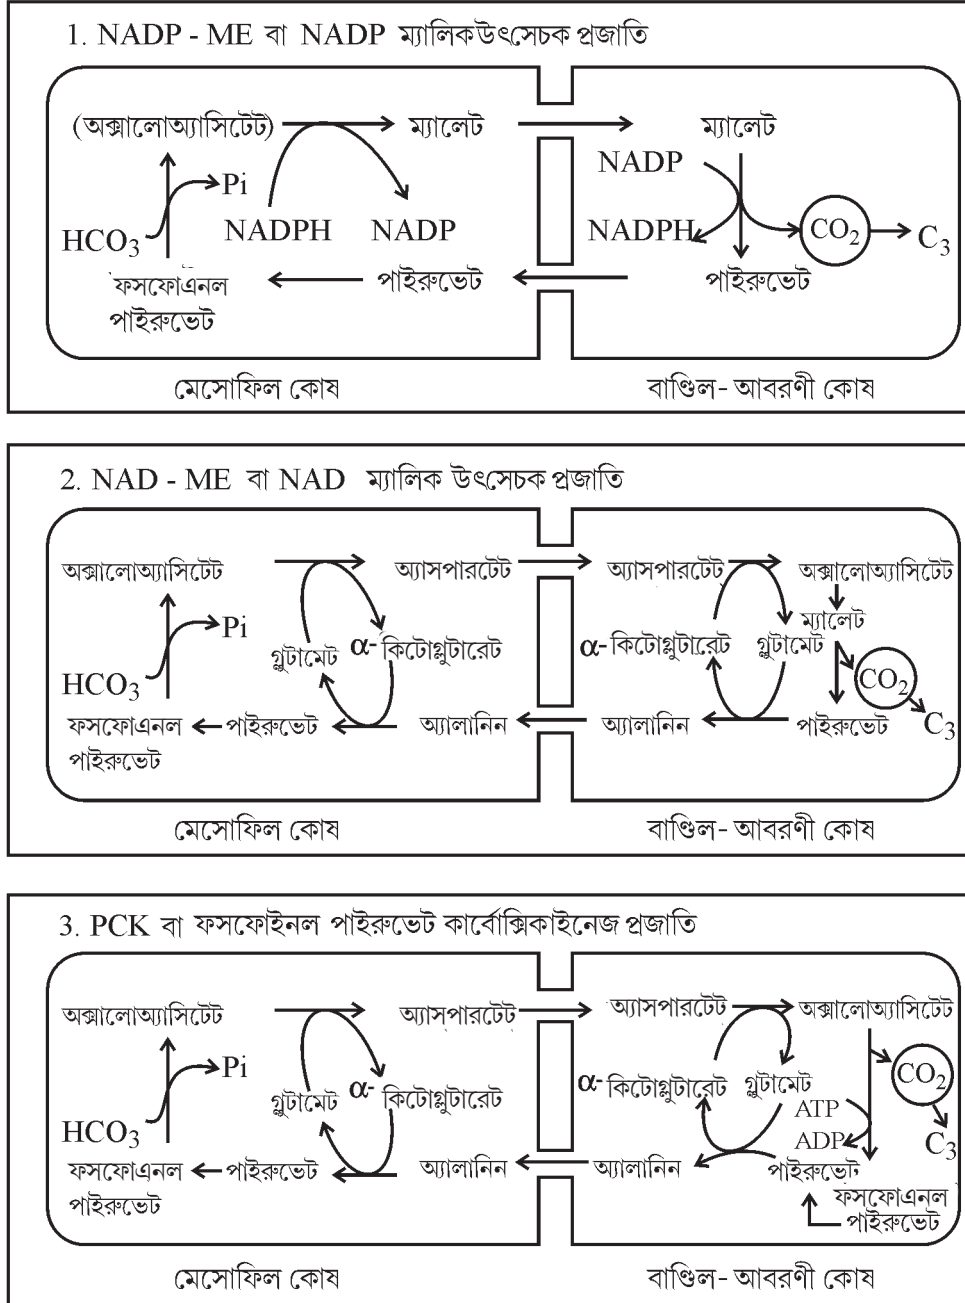 1. NADP - ME বা NADP ম্যালিকউৎসেচক প্রজাতি
(অক্সালোঅ্যাসিটেট) ম্যালেট ম্যালেট
NADP
Pi
HCO3 NADPH NADP NADPH CO2 C3
ফসফোএনল পাইরুভেট পাইরুভেট
পাইরুভেট
মেসোফিল কোষ বাণ্ডিল- আবরণী কোষ
2. NAD - ME বা NAD ম্যালিক উৎসেচক প্রজাতি
অক্সালোঅ্যাসিটেট অ্যাসপারটেট অ্যাসপারটেট অক্সালোঅ্যাসিটেট
ম্যালেট
Pi
গ্লুটামেট α- কিটোগ্লুটারেট α- কিটোগ্লুটারেট গ্লুটামেট
HCO3 CO2
ফসফোএনল পাইরুভেট অ্যালানিন অ্যালানিন পাইরুভেট C3
পাইরুভেট
মেসোফিল কোষ বাণ্ডিল- আবরণী কোষ
3. PCK বা ফসফোইনল পাইরুভেট কার্বোক্সিকাইনেজ প্রজাতি
অক্সালোঅ্যাসিটেট অ্যাসপারটেট অ্যাসপারটেট অক্সালোঅ্যাসিটেট
Pi CO2
গ্লুটামেট α- কিটোগ্লুটারেট α- কিটোগ্লুটারেট গ্লুটামেট
ATP
HCO3 ADP C3
ফসফোএনল পাইরুভেট অ্যালানিন অ্যালানিন পাইরুভেট
পাইরুভেট ফসফোএনল
পাইরুভেট
মেসোফিল কোষ বাণ্ডিল- আবরণী কোষ